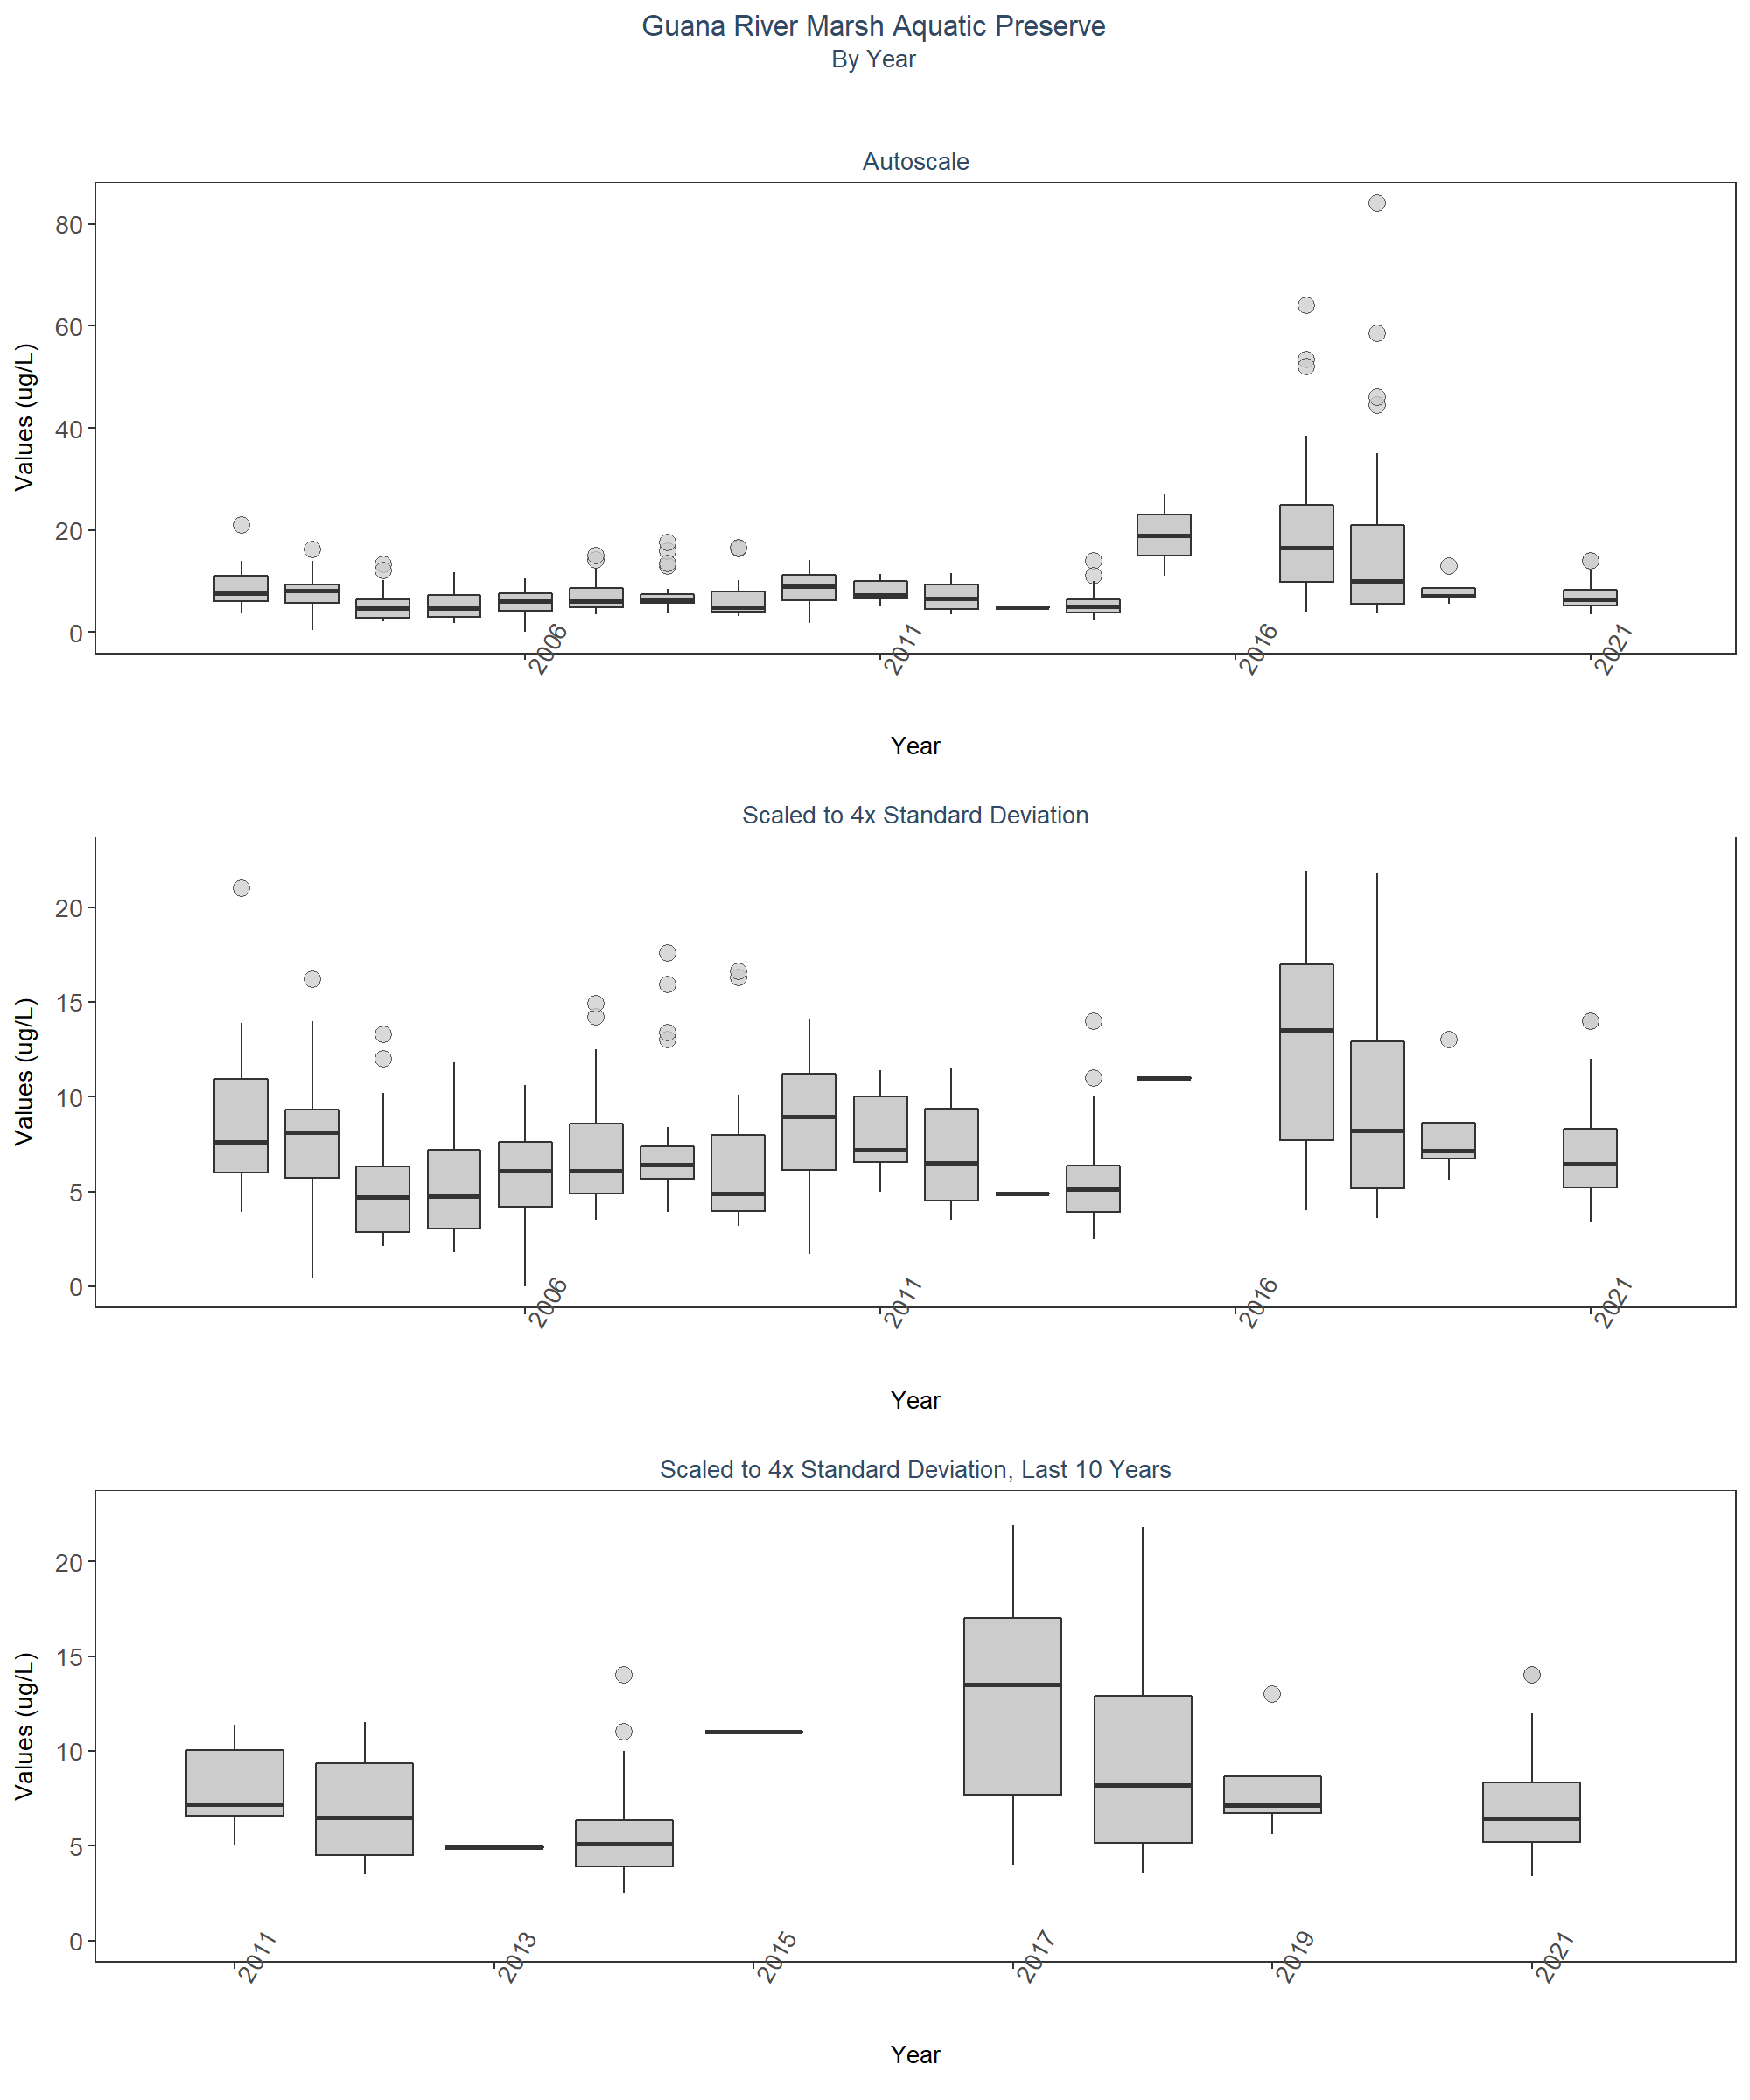 Guana River Marsh Aquatic Preserve
By Year
Autoscale
Values (ug/L)
80
60
40
20
0
2006 2011 2016 2021
Year
Scaled to 4x Standard Deviation
Values (ug/L)
20
15
10
5
0
2006 2011 2016 2021
Year
Scaled to 4x Standard Deviation, Last 10 Years
Values (ug/L)
20
15
10
5
0
2011 2013 2015 2017 2019 2021
Year